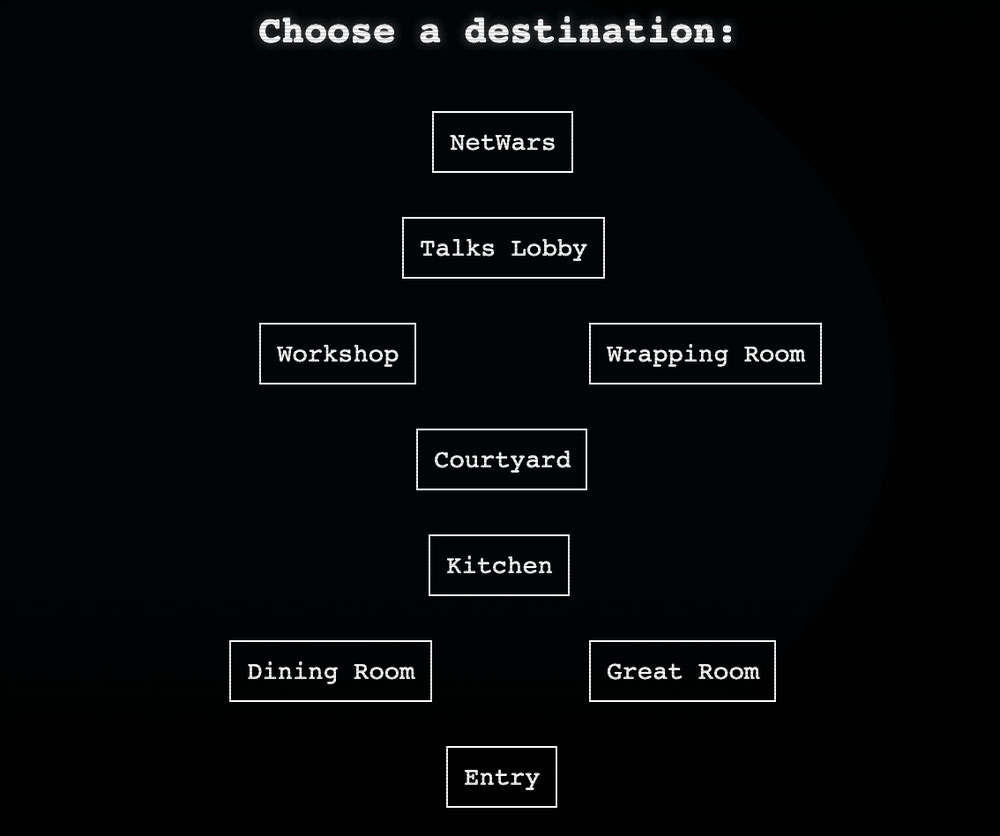 Choose a destination:
NetWars
Talks Lobby
Workshop
Wrapping Room
Courtyard
Kitchen
Dining Room
Great Room
Entry